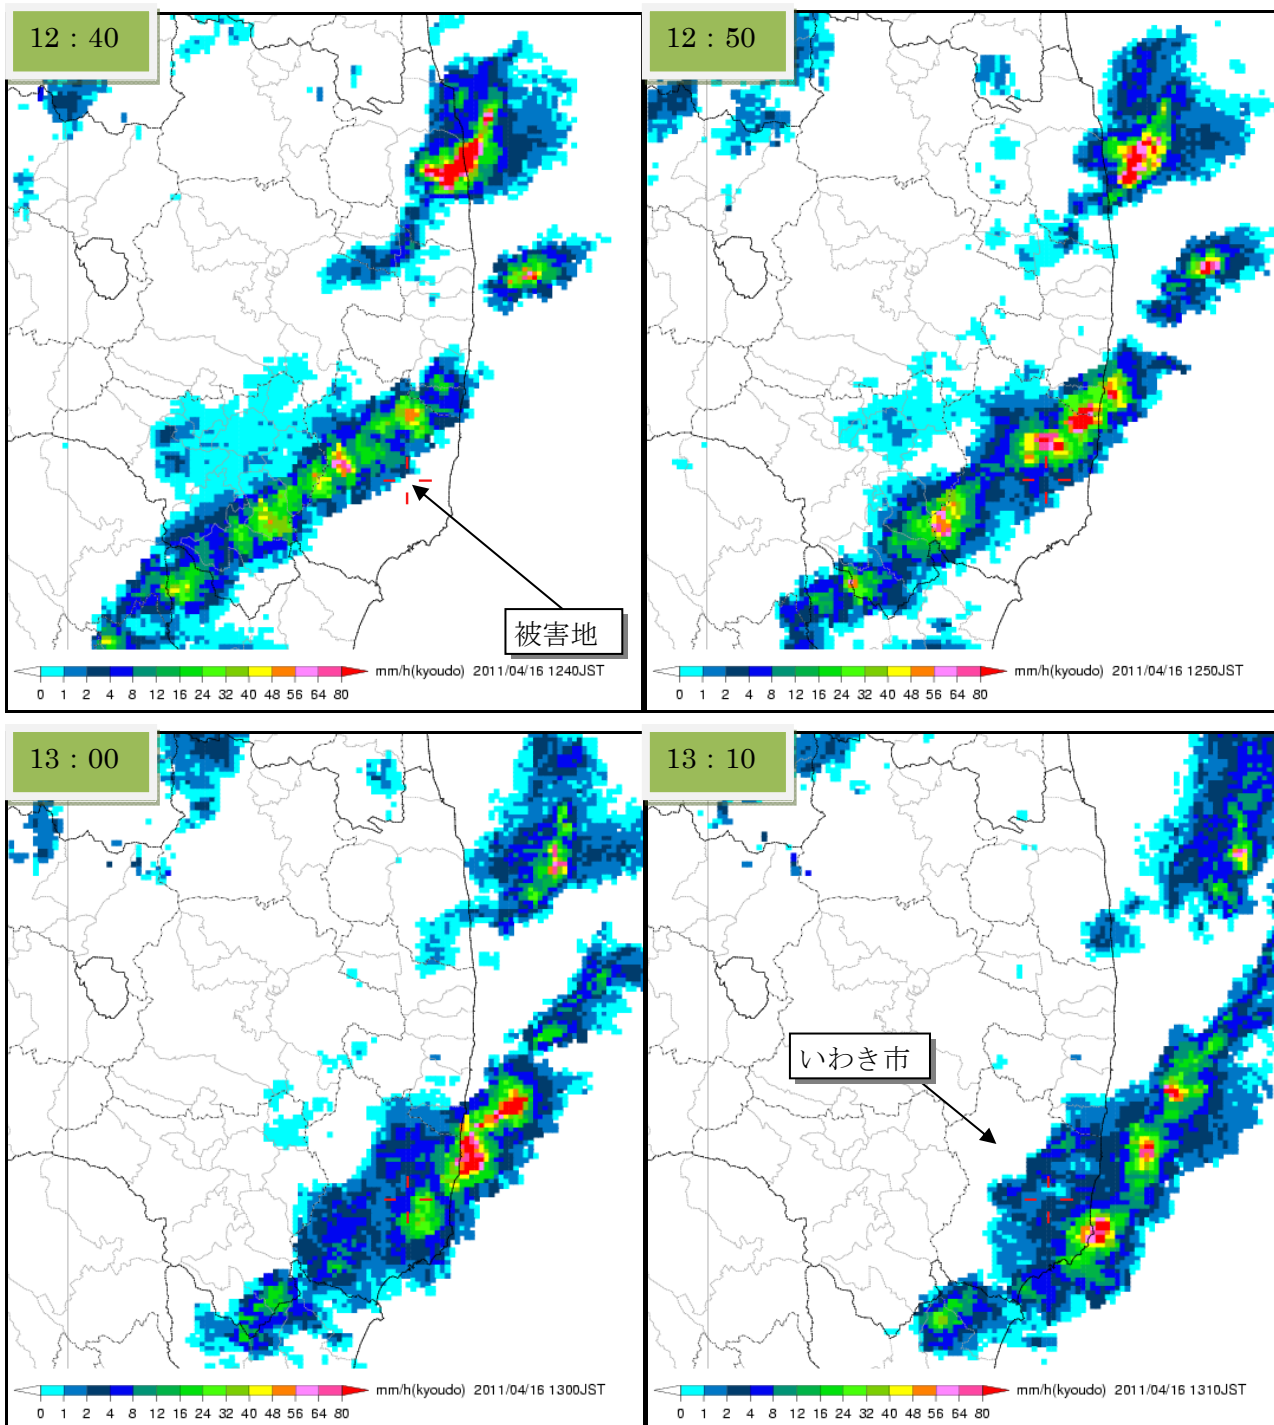 12：40
被害地
mm/h(kyoudo) 2011/04/16 1240JST
0 1 2 4 8 12 16 24 32 40 48 56 64 80
12：50
mm/h(kyoudo) 2011/04/16 1250JST
0 1 2 4 8 12 16 24 32 40 48 56 64 80
13：00
mm/h(kyoudo) 2011/04/16 1300JST
0 1 2 4 8 12 16 24 32 40 48 56 64 80
13：10
いわき市
mm/h(kyoudo) 2011/04/16 1310JST
0 1 2 4 8 12 16 24 32 40 48 56 64 80